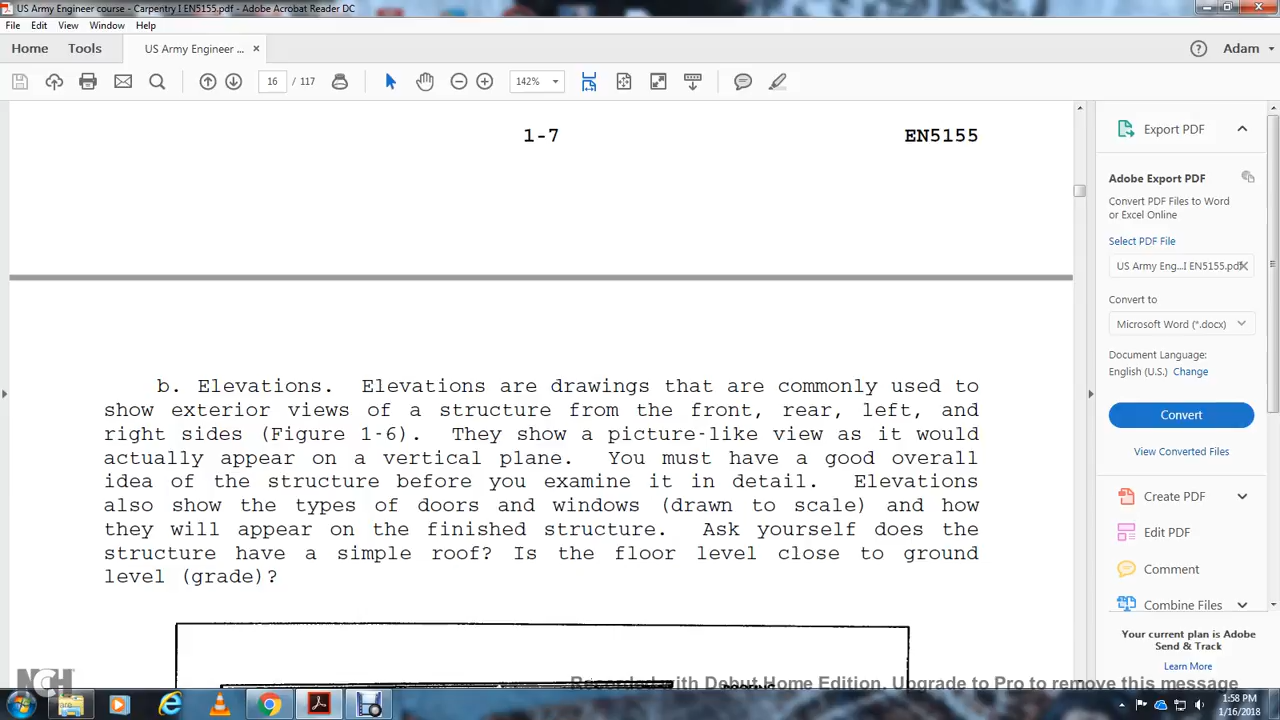 US Army Engineer course - Carpentry I EN5155.pdf - Adobe Acrobat Reader DC
File Edit View Window Help
Home Tools US Army Engineer ... × Adam
16 / 117 142%
1-7 EN5155
b. Elevations. Elevations are drawings that are commonly used to
show exterior views of a structure from the front, rear, left, and
right sides (Figure 1-6). They show a picture-like view as it would
actually appear on a vertical plane. You must have a good overall
idea of the structure before you examine it in detail. Elevations
also show the types of doors and windows (drawn to scale) and how
they will appear on the finished structure. Ask yourself does the
structure have a simple roof? Is the floor level close to ground
level (grade)?
Export PDF
Adobe Export PDF
Convert PDF Files to Word
or Excel Online
Select PDF File
US Army Eng...I EN5155.pdf
Convert to
Microsoft Word (*.docx)
Document Language:
English (U.S.) Change
Convert
View Converted Files
Create PDF
Edit PDF
Comment
Combine Files
Your current plan is Adobe
Send & Track
Learn More
NCH
Recorded with Debut Home Edition. Upgrade to Pro to remove this message
1:58 PM
1/16/2018